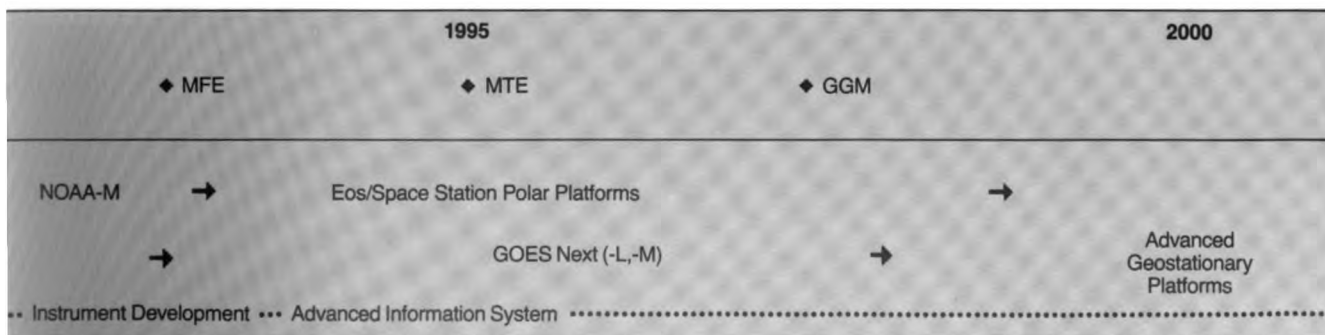 1995 2000
◆ MFE ◆ MTE ◆ GGM
NOAA-M → Eos/Space Station Polar Platforms →
→ GOES Next (-L,-M) → Advanced
Geostationary
Platforms
Instrument Development Advanced Information System